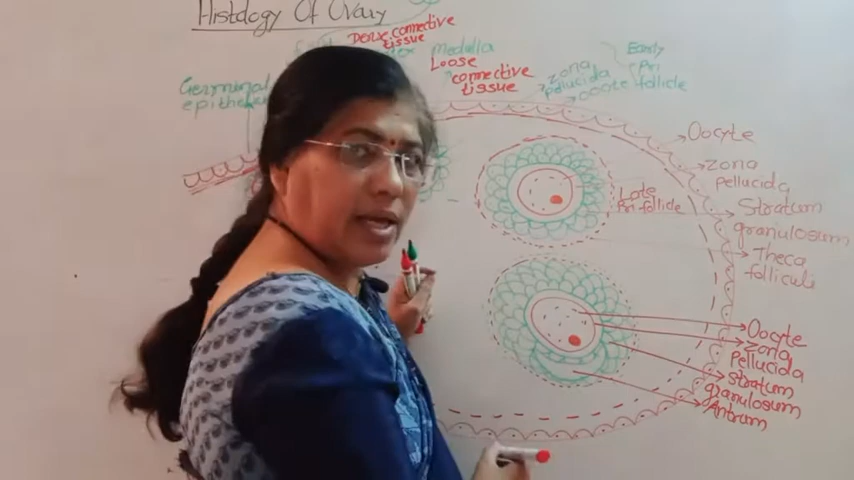 Histology Of Ovary
Dense connective
tissue
Medulla
Loose
connective
tissue
Germinal
zona
pellucida
oocyte
Early
Pri
follicle
Late
Pri follicle
Oocyte
Zona
Pellucida
Stratum
granulosum
Theca
folliculi
Oocyte
Zona
Pellucida
Stratum
granulosum
Antrum